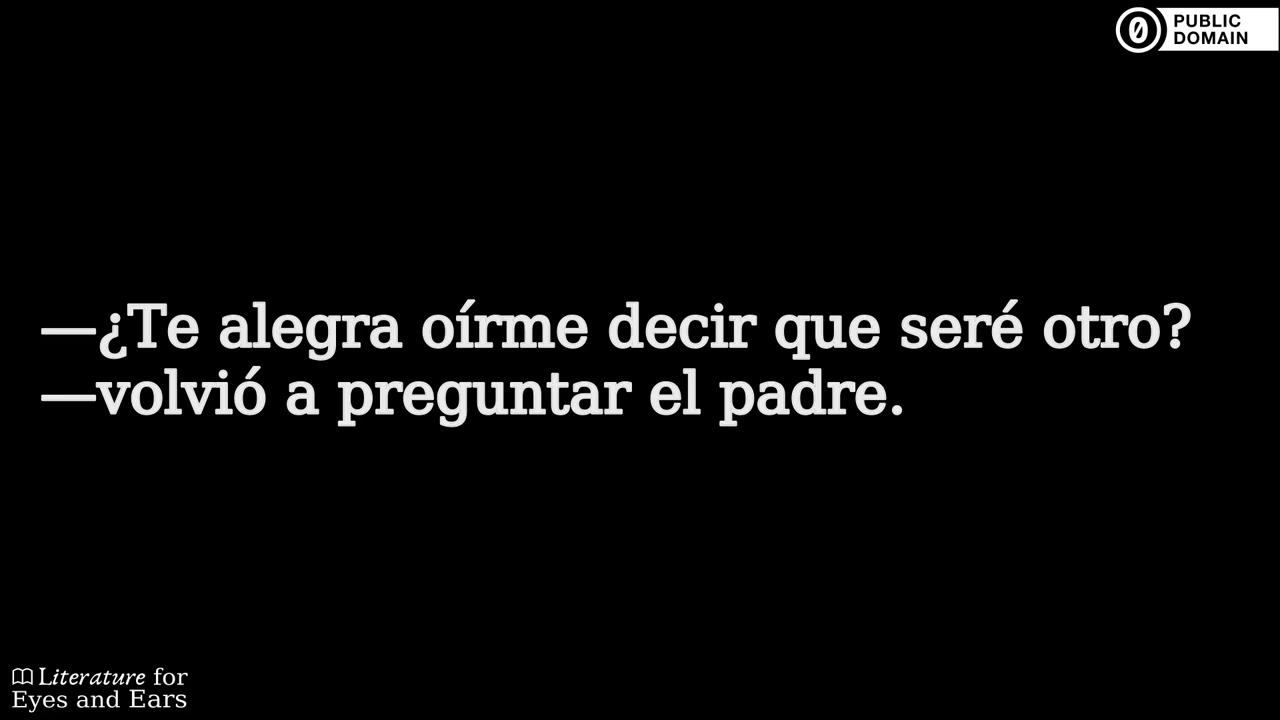 PUBLIC
DOMAIN
—¿Te alegra oírme decir que seré otro?
—volvió a preguntar el padre.
Literature for
Eyes and Ears